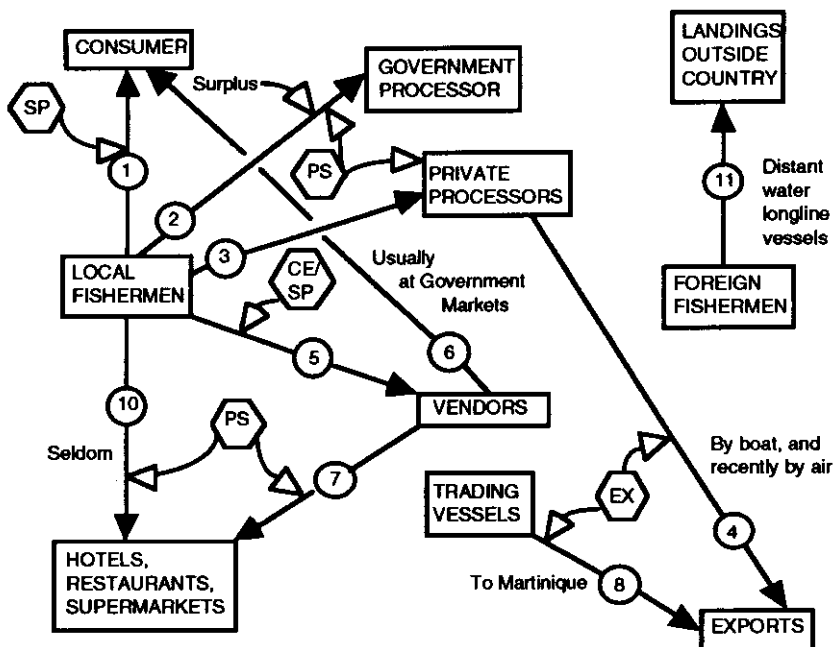 CONSUMER
LANDINGS
OUTSIDE
COUNTRY
GOVERNMENT
PROCESSOR
Surplus
SP
PS
PRIVATE
PROCESSORS
1
2
3
11
Distant
water
longline
vessels
LOCAL
FISHERMEN
CE/
SP
Usually
at Government
Markets
FOREIGN
FISHERMEN
5
6
10
VENDORS
PS
Seldom
7
By boat, and
recently by air
TRADING
VESSELS
EX
4
HOTELS,
RESTAURANTS,
SUPERMARKETS
To Martinique
8
EXPORTS